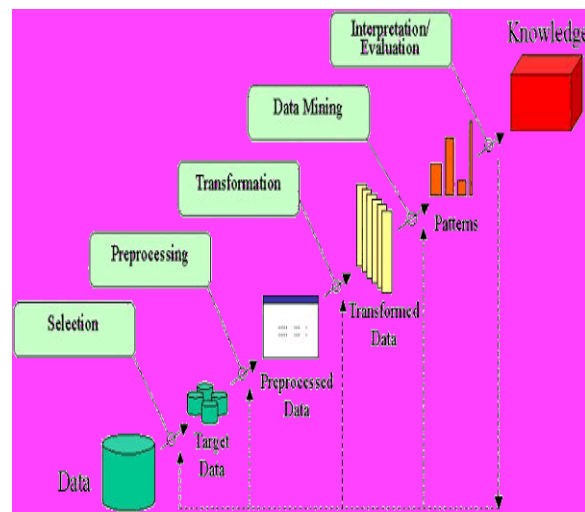 Interpretation/
Evaluation
Knowledge
Data Mining
Transformation
Patterns
Preprocessing
Transformed
Data
Selection
Preprocessed
Data
Target
Data
Data